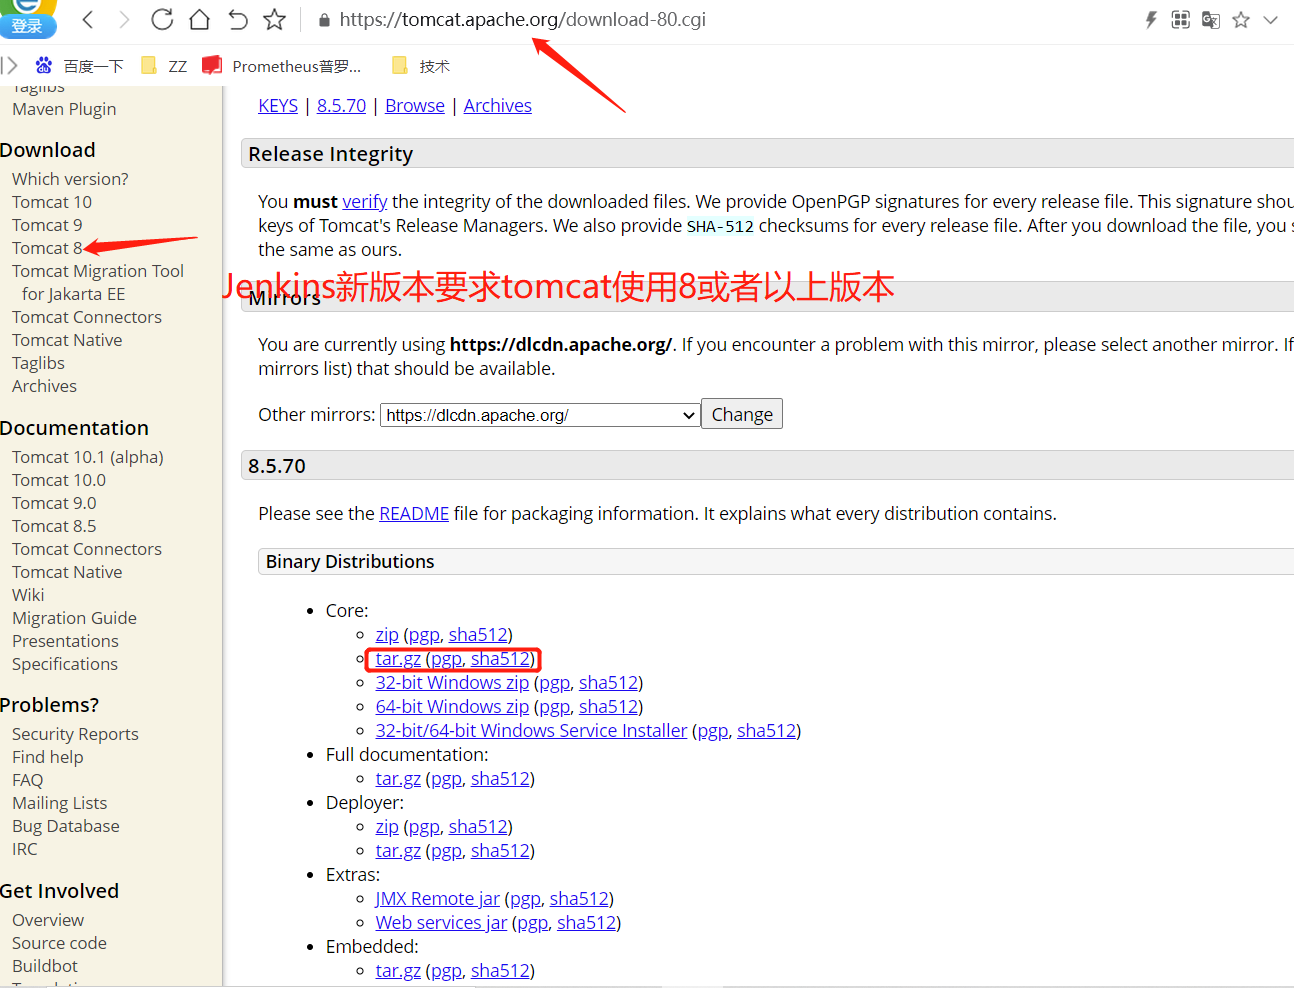 登录
https://tomcat.apache.org/download-80.cgi
百度一下 ZZ Prometheus普罗... 技术
Taglibs
Maven Plugin
Download
Which version?
Tomcat 10
Tomcat 9
Tomcat 8
Tomcat Migration Tool
for Jakarta EE
Tomcat Connectors
Tomcat Native
Taglibs
Archives
Documentation
Tomcat 10.1 (alpha)
Tomcat 10.0
Tomcat 9.0
Tomcat 8.5
Tomcat Connectors
Tomcat Native
Wiki
Migration Guide
Presentations
Specifications
Problems?
Security Reports
Find help
FAQ
Mailing Lists
Bug Database
IRC
Get Involved
Overview
Source code
Buildbot
KEYS | 8.5.70 | Browse | Archives
Release Integrity
You must verify the integrity of the downloaded files. We provide OpenPGP signatures for every release file. This signature shou
keys of Tomcat's Release Managers. We also provide SHA-512 checksums for every release file. After you download the file, you s
the same as ours.
Jenkins新版本要求tomcat使用8或者以上版本
Mirrors
You are currently using https://dlcdn.apache.org/. If you encounter a problem with this mirror, please select another mirror. If
mirrors list) that should be available.
Other mirrors: https://dlcdn.apache.org/ Change
8.5.70
Please see the README file for packaging information. It explains what every distribution contains.
Binary Distributions
• Core:
zip (pgp, sha512)
tar.gz (pgp, sha512)
32-bit Windows zip (pgp, sha512)
64-bit Windows zip (pgp, sha512)
32-bit/64-bit Windows Service Installer (pgp, sha512)
• Full documentation:
tar.gz (pgp, sha512)
• Deployer:
zip (pgp, sha512)
tar.gz (pgp, sha512)
• Extras:
JMX Remote jar (pgp, sha512)
Web services jar (pgp, sha512)
• Embedded:
tar.gz (pgp, sha512)